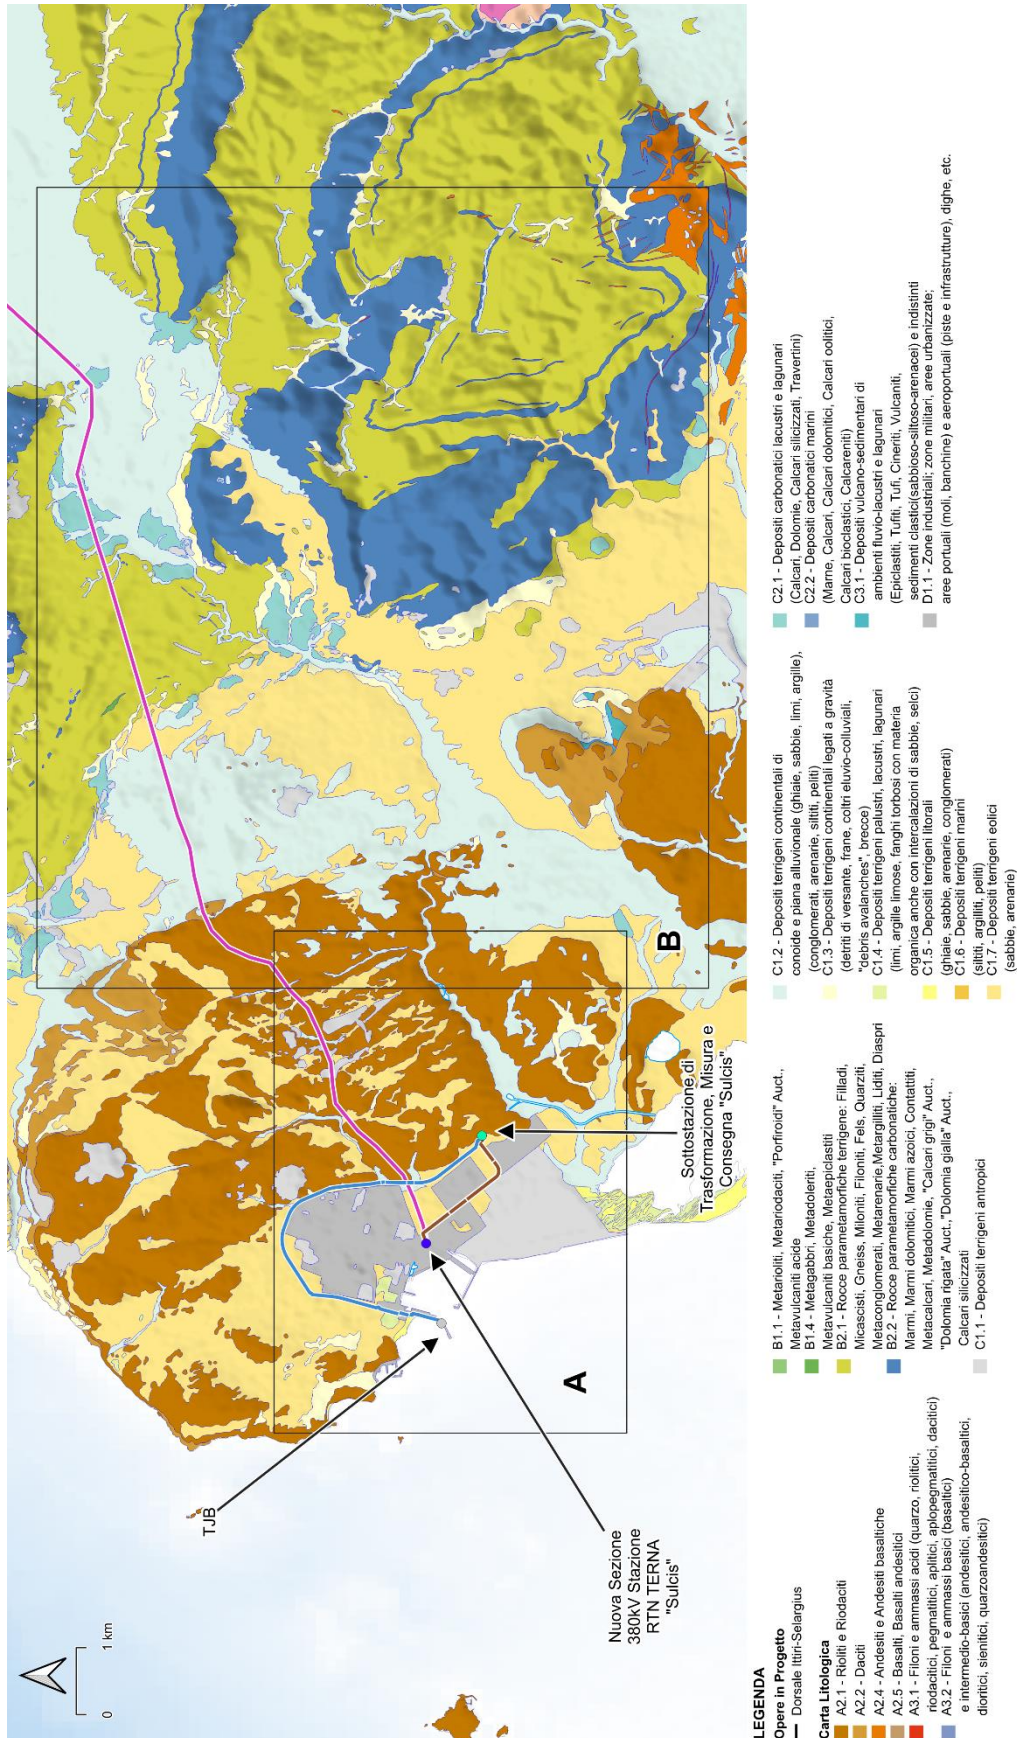 TJB
Nuova Sezione
380kV Stazione
RTN TERNA
"Sulcis"
Sottostazione di
Trasformazione, Misura e
Consegna "Sulcis"
A
B
0
1 km
LEGENDA
Opere in Progetto
Dorsale Ittiri-Selargius
Carta Litologica
A2.1 - Rioliti e Riodaciti
A2.2 - Daciti
A2.4 - Andesiti e Andesiti basaltiche
A2.5 - Basalti, Basalti andesitici
A3.1 - Filoni e ammassi acidi (quarzo, riolitici,
riodacitici, pegmatitici, aplitici, aplopegmatitici, dacitici)
A3.2 - Filoni e ammassi basici (basaltici)
e intermedio-basici (andesitici, andesitico-basaltici,
dioritici, sienitici, quarzoandesitici)
B1.1 - Metarioliti, Metariodaciti, "Porfiroidi" Auct.,
Metavulcaniti acide
B1.4 - Metagabbri, Metadoleriti,
Metavulcaniti basiche, Metaepiclastiti
B2.1 - Rocce parametamorfiche terrigene: Filladi,
Micascisti, Gneiss, Miloniti, Filloniti, Fels, Quarziti,
Metaconglomerati, Metarenarie,Metargilliti, Liditi, Diaspri
B2.2 - Rocce parametamorfiche carbonatiche:
Marmi, Marmi dolomitici, Marmi azoici, Contattiti,
Metacalcari, Metadolomie, "Calcari grigi" Auct.,
"Dolomia rigata" Auct.,"Dolomia gialla" Auct.,
Calcari silicizzati
C1.1 - Depositi terrigeni antropici
C1.2 - Depositi terrigeni continentali di
conoide e piana alluvionale (ghiaie, sabbie, limi, argille),
(conglomerati, arenarie, siltiti, peliti)
C1.3 - Depositi terrigeni continentali legati a gravità
(detriti di versante, frane, coltri eluvio-colluviali,
"debris avalanches", brecce)
C1.4 - Depositi terrigeni palustri, lacustri, lagunari
(limi, argille limose, fanghi torbosi con materia
organica anche con intercalazioni di sabbie, selci)
C1.5 - Depositi terrigeni litorali
(ghiaie, sabbie, arenarie, conglomerati)
C1.6 - Depositi terrigeni marini
(siltiti, argilliti, peliti)
C1.7 - Depositi terrigeni eolici
(sabbie, arenarie)
C2.1 - Depositi carbonatici lacustri e lagunari
(Calcari, Dolomie, Calcari silicizzati, Travertini)
C2.2 - Depositi carbonatici marini
(Marne, Calcari, Calcari dolomitici, Calcari oolitici,
Calcari bioclastici, Calcareniti)
C3.1 - Depositi vulcano-sedimentari di
ambienti fluvio-lacustri e lagunari
(Epiclastiti, Tufiti, Tufi, Cineriti, Vulcaniti,
sedimenti clastici(sabbioso-siltoso-arenacei) e indistinti
D1.1 - Zone industriali; zone militari, aree urbanizzate;
aree portuali (moli, banchine) e aeroportuali (piste e infrastrutture), dighe, etc.